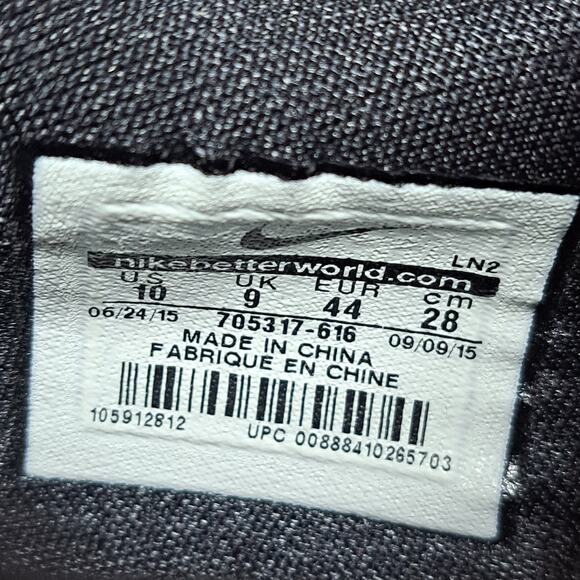 LN2
nikebetterworld.com
US UK EUR cm
10 9 44 28
06/24/15 705317-616 09/09/15
MADE IN CHINA
FABRIQUE EN CHINE
105912812 UPC 00888410265703